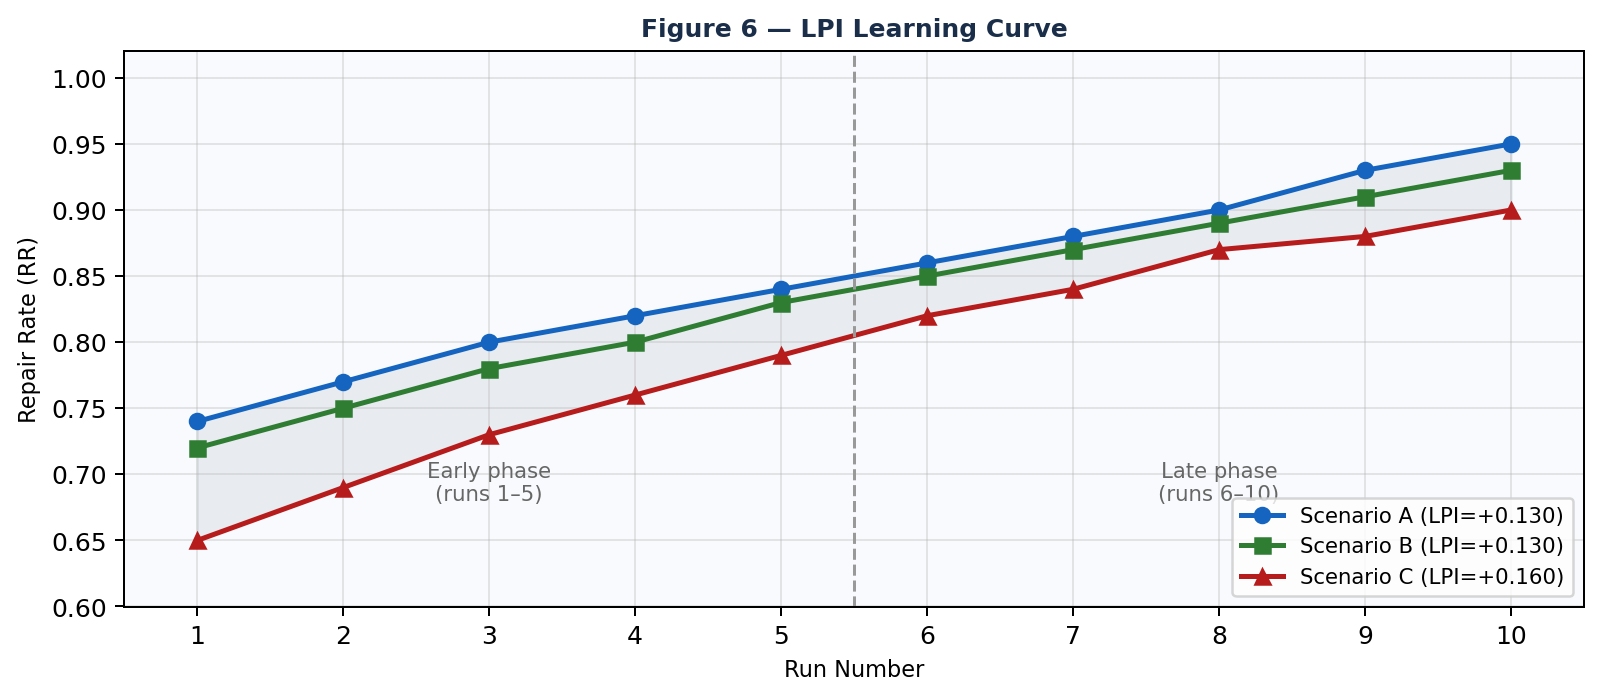 Figure 6 — LPI Learning Curve
Repair Rate (RR)
1.00
0.95
0.90
0.85
0.80
0.75
0.70
0.65
0.60
Early phase
(runs 1–5)
Late phase
(runs 6–10)
Scenario A (LPI=+0.130)
Scenario B (LPI=+0.130)
Scenario C (LPI=+0.160)
1 2 3 4 5 6 7 8 9 10
Run Number